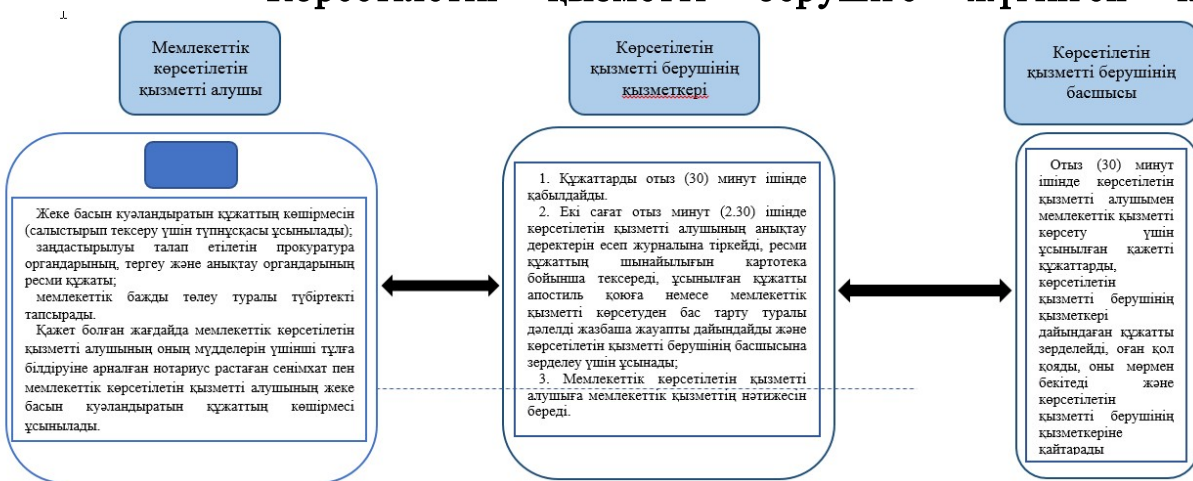 Мемлекеттік
көрсетілетін
қызметті алушы
Жеке басын куәландыратын құжаттың көшірмесін
(салыстырып тексеру үшін түпнұсқасы ұсынылады);
заңдастырылуы талап етілетін прокуратура
органдарының, тергеу және анықтау органдарының
ресми құжаты;
мемлекеттік бажды төлеу туралы түбіртекті
тапсырады.
Қажет болған жағдайда мемлекеттік көрсетілетін
қызметті алушының оның мүдделерін үшінші тұлға
білдіруіне арналған нотариус растаған сенімхат пен
мемлекеттік көрсетілетін қызметті алушының жеке
басын куәландыратын құжаттың көшірмесі
ұсынылады.
Көрсетілетін
қызметті берушінің
қызметкері
1. Құжаттарды отыз (30) минут ішінде
қабылдайды.
2. Екі сағат отыз минут (2.30) ішінде
көрсетілетін қызметті алушының анықтау
деректерін есеп журналына тіркейді, ресми
құжаттың шынайылығын картотека
бойынша тексереді, ұсынылған құжатты
апостиль қоюға немесе мемлекеттік
қызметті көрсетуден бас тарту туралы
дәлелді жазбаша жауапты дайындайды және
көрсетілетін қызметті берушінің басшысына
зерделеу үшін ұсынады;
3. Мемлекеттік көрсетілетін қызметті
алушыға мемлекеттік қызметтің нәтижесін
береді.
Көрсетілетін
қызметті берушінің
басшысы
Отыз (30) минут
ішінде көрсетілетін
қызметті алушымен
мемлекеттік қызметті
көрсету үшін
ұсынылған қажетті
құжаттарды,
көрсетілетін
қызметті берушінің
қызметкері
дайындаған құжатты
зерделейді, оған қол
қояды, оны мөрмен
бекітеді және
көрсетілетін
қызметті берушінің
қызметкеріне
қайтарады